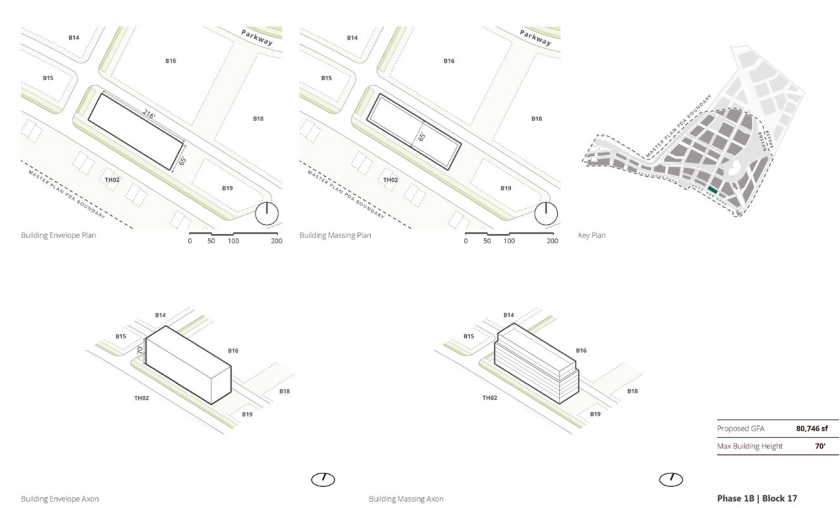 B14
Parkway
B16
B15
B18
216'
65'
TH02
B19
MASTER PLAN PDA BOUNDARY
Building Envelope Plan
0 50 100 200
B14
Parkway
B16
B15
B18
65'
TH02
B19
MASTER PLAN PDA BOUNDARY
Building Massing Plan
0 50 100 200
MASTER PLAN PDA BOUNDARY
Key Plan
B14
B15
70'
B16
TH02
B18
B19
Building Envelope Axon
B14
B15
B16
TH02
B18
B19
Building Massing Axon
Proposed GFA 80,746 sf
Max Building Height 70'
Phase 1B | Block 17